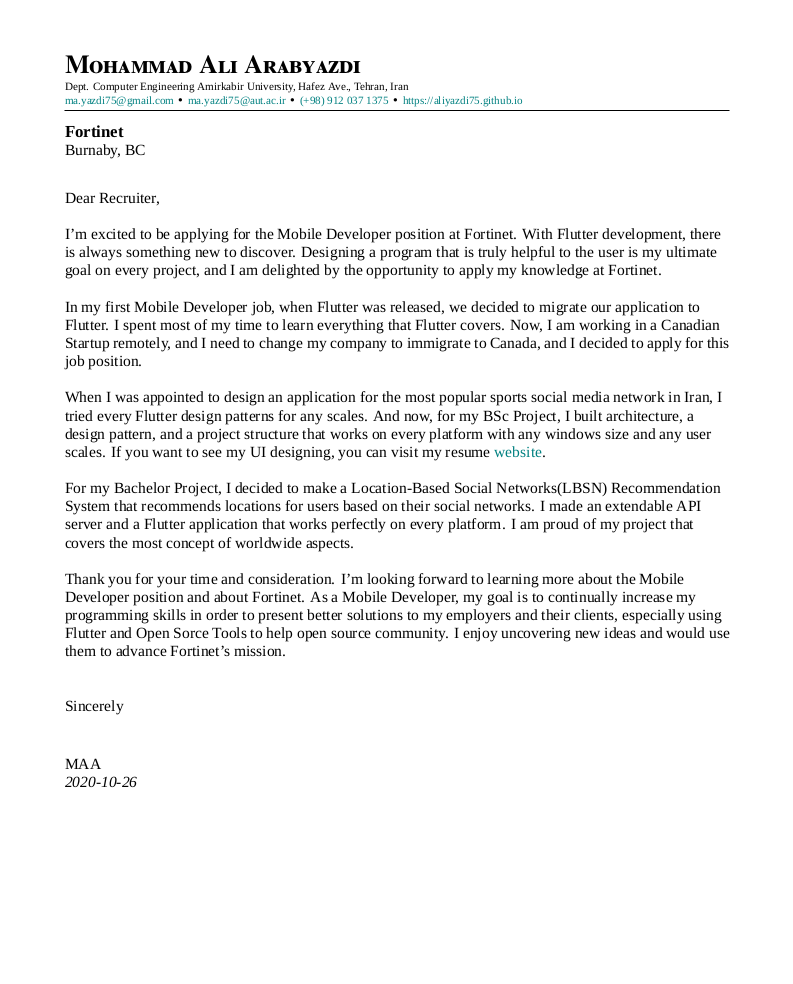 Mohammad Ali Arabyazdi
Dept. Computer Engineering Amirkabir University, Hafez Ave., Tehran, Iran
ma.yazdi75@gmail.com • ma.yazdi75@aut.ac.ir • (+98) 912 037 1375 • https://aliyazdi75.github.io
Fortinet
Burnaby, BC
Dear Recruiter,
I’m excited to be applying for the Mobile Developer position at Fortinet. With Flutter development, there
is always something new to discover. Designing a program that is truly helpful to the user is my ultimate
goal on every project, and I am delighted by the opportunity to apply my knowledge at Fortinet.
In my first Mobile Developer job, when Flutter was released, we decided to migrate our application to
Flutter. I spent most of my time to learn everything that Flutter covers. Now, I am working in a Canadian
Startup remotely, and I need to change my company to immigrate to Canada, and I decided to apply for this
job position.
When I was appointed to design an application for the most popular sports social media network in Iran, I
tried every Flutter design patterns for any scales. And now, for my BSc Project, I built architecture, a
design pattern, and a project structure that works on every platform with any windows size and any user
scales. If you want to see my UI designing, you can visit my resume website.
For my Bachelor Project, I decided to make a Location-Based Social Networks(LBSN) Recommendation
System that recommends locations for users based on their social networks. I made an extendable API
server and a Flutter application that works perfectly on every platform. I am proud of my project that
covers the most concept of worldwide aspects.
Thank you for your time and consideration. I’m looking forward to learning more about the Mobile
Developer position and about Fortinet. As a Mobile Developer, my goal is to continually increase my
programming skills in order to present better solutions to my employers and their clients, especially using
Flutter and Open Sorce Tools to help open source community. I enjoy uncovering new ideas and would use
them to advance Fortinet’s mission.
Sincerely
MAA
2020-10-26